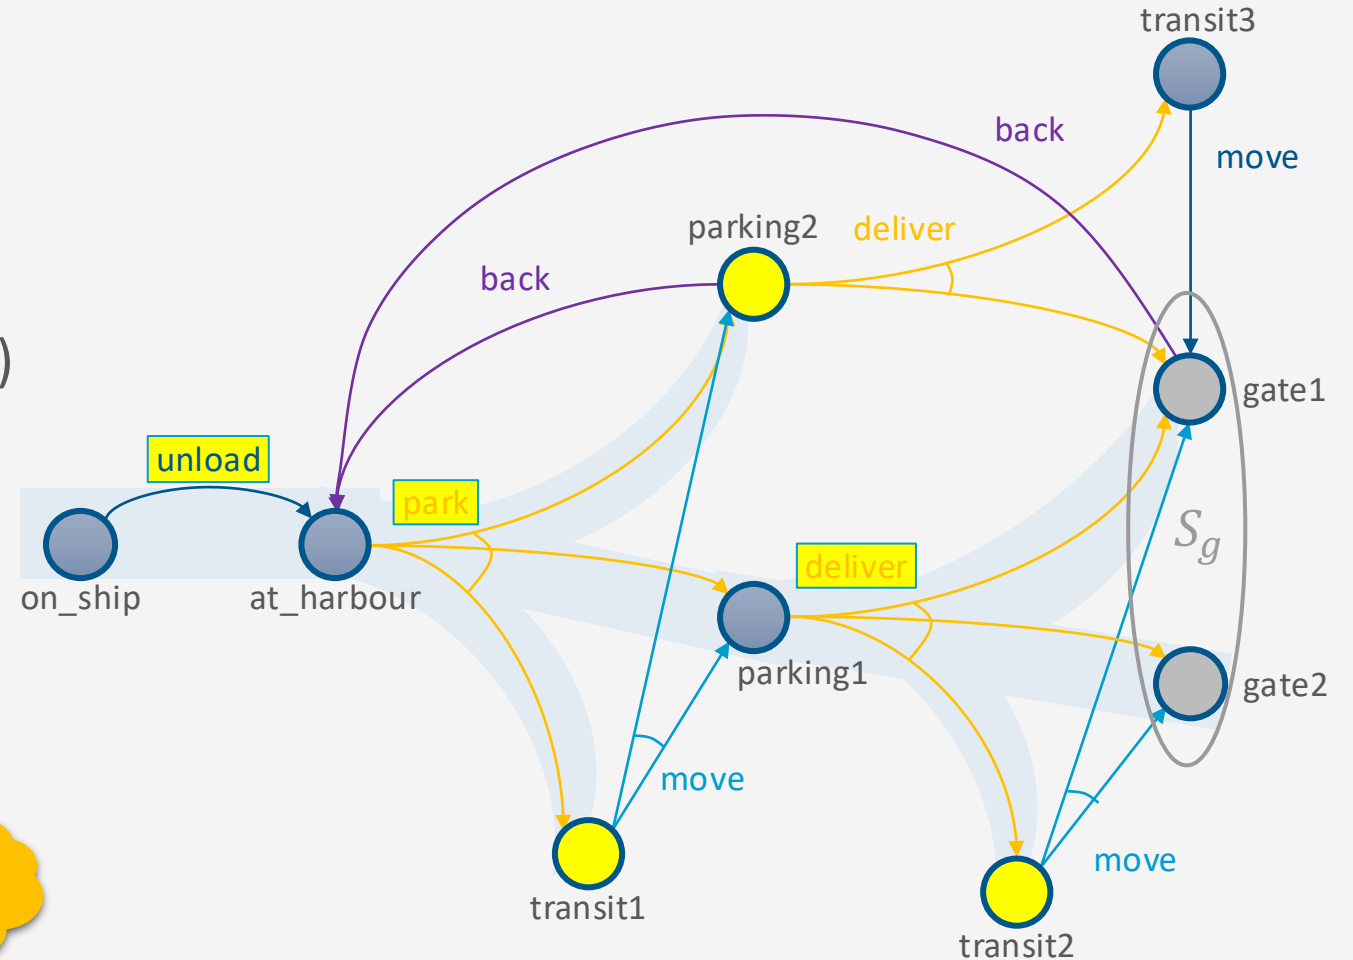 transit3
back
move
parking2
deliver
back
)
gate1
unload
park
S_g
deliver
on_ship
at_harbour
parking1
gate2
move
move
transit1
transit2